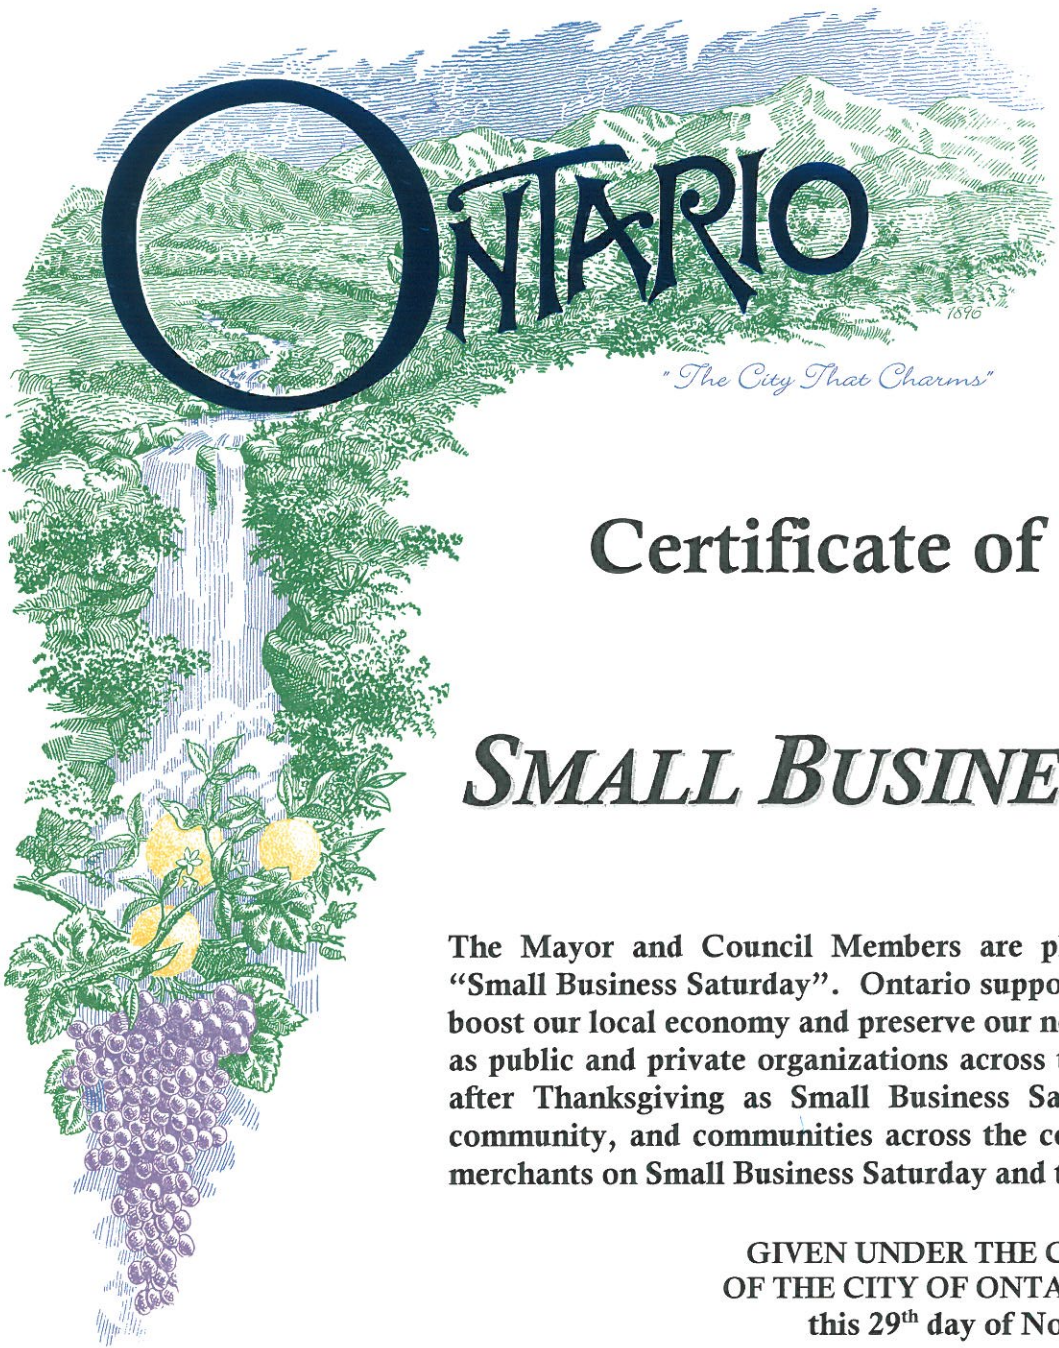 ONTARIO
1896
"The City That Charms"
Certificate of
SMALL BUSINE
The Mayor and Council Members are pl
“Small Business Saturday”. Ontario suppo
boost our local economy and preserve our n
as public and private organizations across t
after Thanksgiving as Small Business Sa
community, and communities across the co
merchants on Small Business Saturday and t
GIVEN UNDER THE C
OF THE CITY OF ONTA
this 29th day of No